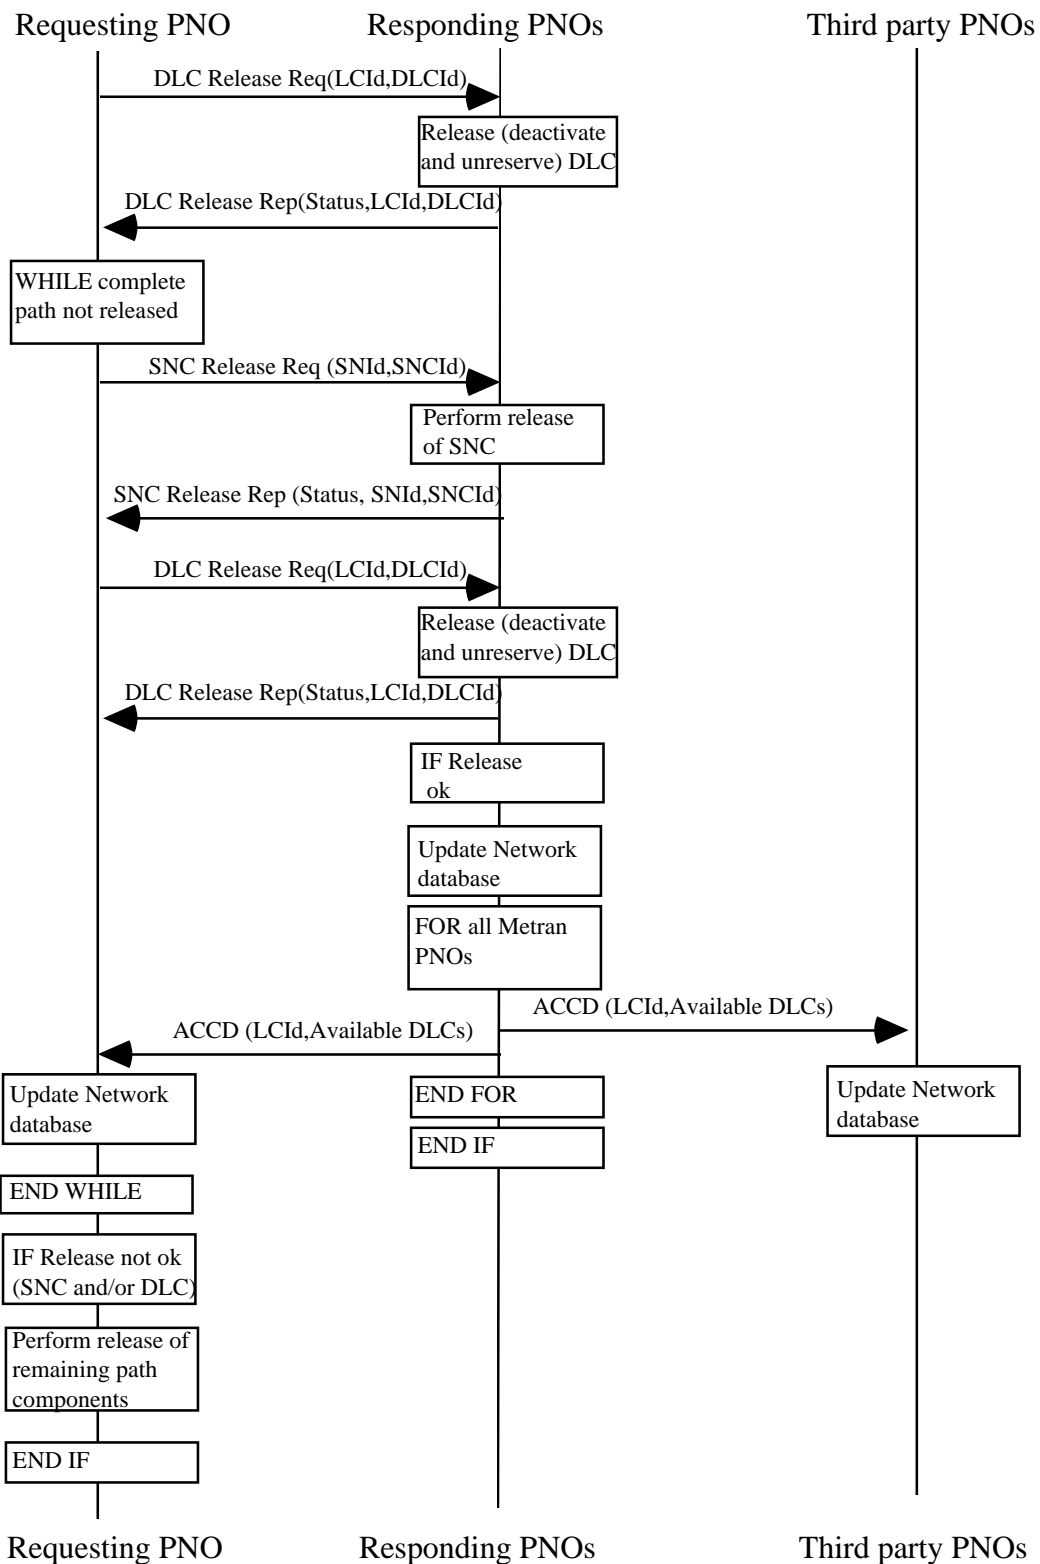 Requesting PNO
Responding PNOs
Third party PNOs
DLC Release Req(LCId,DLCId)
Release (deactivate
and unreserve) DLC
DLC Release Rep(Status,LCId,DLCId)
WHILE complete
path not released
SNC Release Req (SNId,SNCId)
Perform release
of SNC
SNC Release Rep (Status, SNId,SNCId)
DLC Release Req(LCId,DLCId)
Release (deactivate
and unreserve) DLC
DLC Release Rep(Status,LCId,DLCId)
IF Release
ok
Update Network
database
FOR all Metran
PNOs
ACCD (LCId,Available DLCs)
ACCD (LCId,Available DLCs)
Update Network
database
END FOR
Update Network
database
END IF
END WHILE
IF Release not ok
(SNC and/or DLC)
Perform release of
remaining path
components
END IF
Requesting PNO
Responding PNOs
Third party PNOs